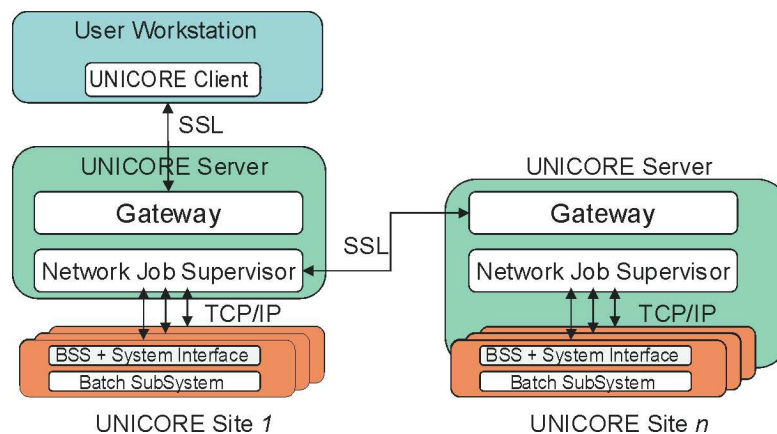 User Workstation
UNICORE Client
SSL
UNICORE Server
Gateway
Network Job Supervisor
TCP/IP
BSS + System Interface
Batch SubSystem
UNICORE Site 1
SSL
UNICORE Server
Gateway
Network Job Supervisor
TCP/IP
BSS + System Interface
Batch SubSystem
UNICORE Site n